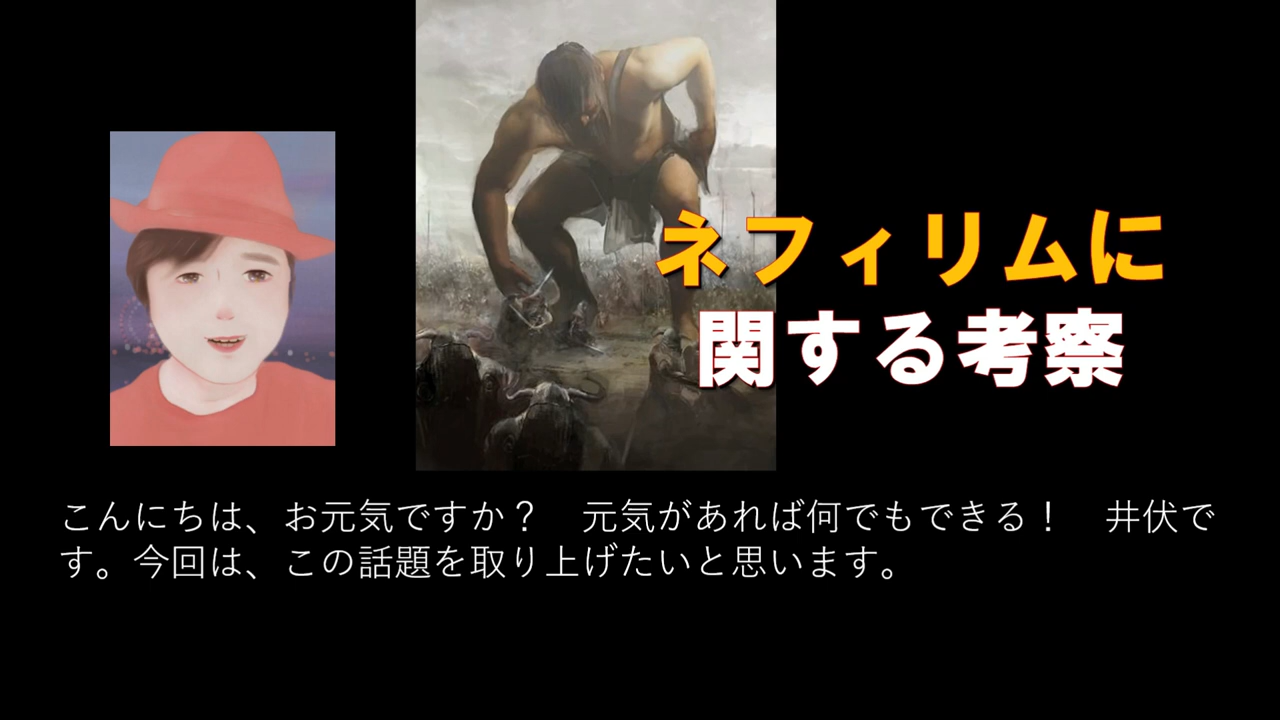 ネフィリムに
関する考察
こんにちは、お元気ですか？　元気があれば何でもできる！　井伏で
す。今回は、この話題を取り上げたいと思います。